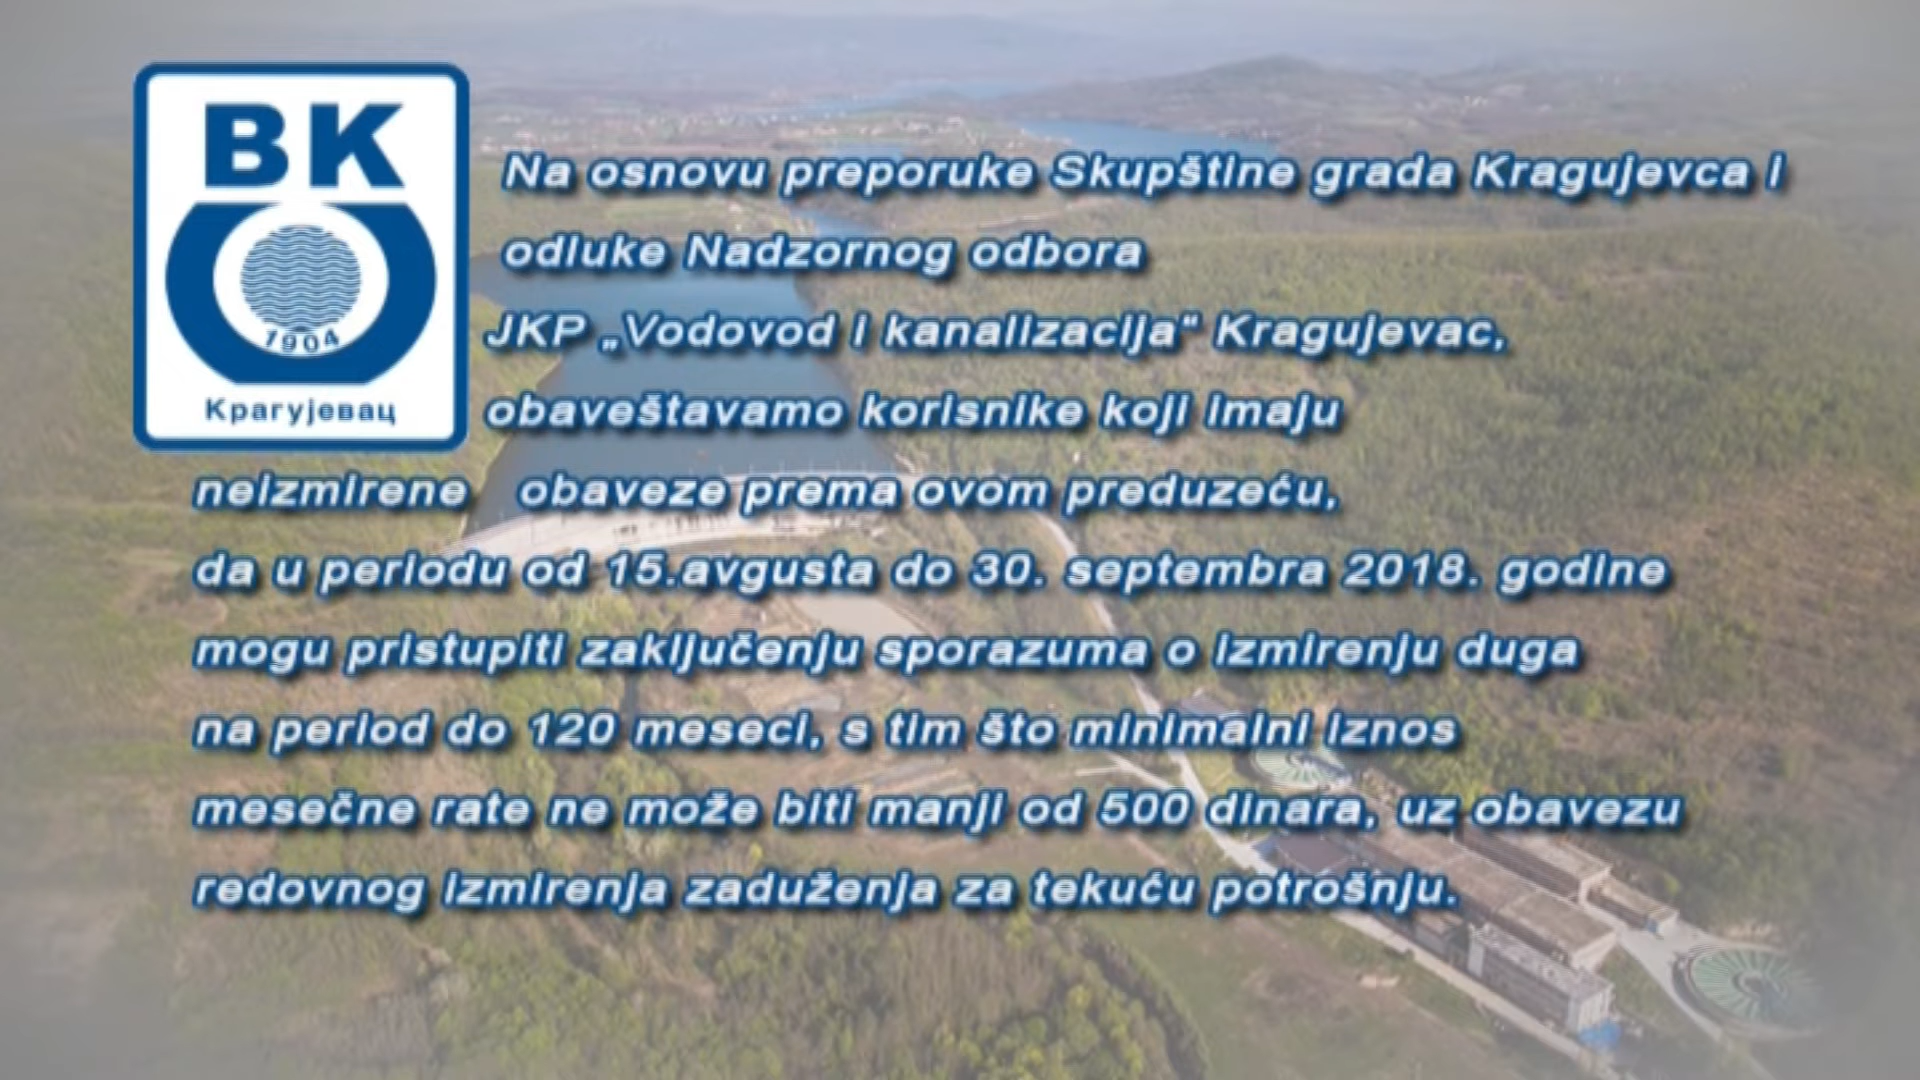 ВК
1904
Крагујевац
Na osnovu preporuke Skupštine grada Kragujevca i
odluke Nadzornog odbora
JKP „Vodovod i kanalizacija“ Kragujevac,
obaveštavamo korisnike koji imaju
neizmirene obaveze prema ovom preduzeću,
da u periodu od 15.avgusta do 30. septembra 2018. godine
mogu pristupiti zaključenju sporazuma o izmirenju duga
na period do 120 meseci, s tim što minimalni iznos
mesečne rate ne može biti manji od 500 dinara, uz obavezu
redovnog izmirenja zaduženja za tekuću potrošnju.